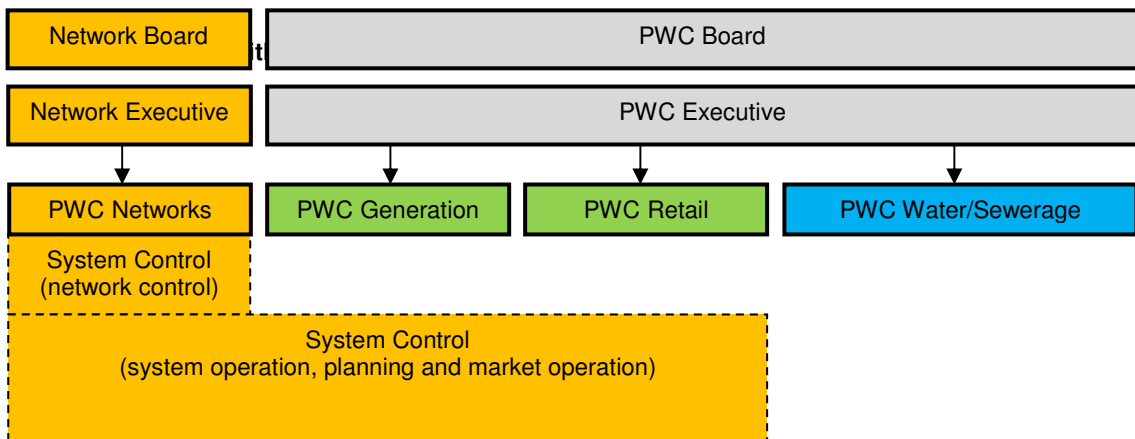 Network Board
PWC Board
Network Executive
PWC Executive
PWC Networks
PWC Generation
PWC Retail
PWC Water/Sewerage
System Control
(network control)
System Control
(system operation, planning and market operation)